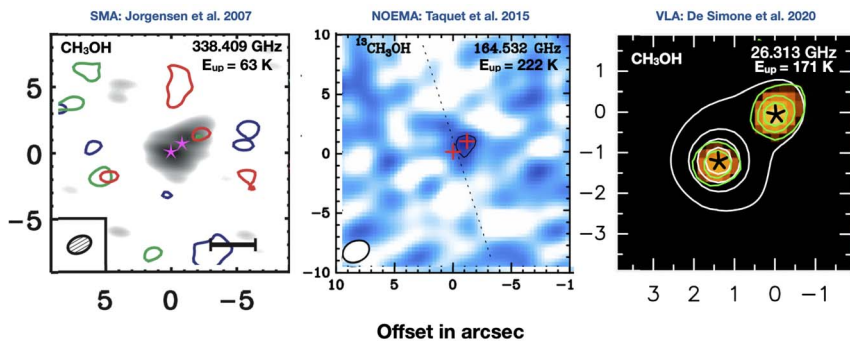 SMA: Jorgensen et al. 2007
NOEMA: Taquet et al. 2015
VLA: De Simone et al. 2020
CH₃OH
338.409 GHz
E_up = 63 K
5
0
−5
5
0
−5
¹³CH₃OH
164.532 GHz
E_up = 222 K
10
5
0
−5
−10
10
5
0
−5
−1
CH₃OH
26.313 GHz
E_up = 171 K
1
0
−1
−2
−3
3
2
1
0
−1
Offset in arcsec